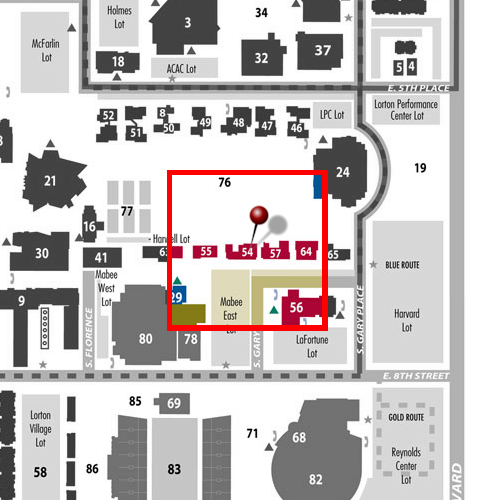 Holmes
Lot
34
3
McFarlin
Lot
18
ACAC Lot
32
37
5 4
E. 5TH PLACE
52
51
8
50
49
48
47
46
LPC Lot
Lorton Performance
Center Lot
24
19
21
76
77
16
Harwell Lot
30
41
55
54
57
64
65
Mabee
West
Lot
BLUE ROUTE
9
29
Mabee
East
Lot
56
Harvard
Lot
80
78
LaFortune
Lot
S. FLORENCE
S. GARY
S. GARY PLACE
E. 8TH STREET
85
69
Lorton
Village
Lot
71
68
GOLD ROUTE
58
86
83
82
Reynolds
Center
Lot